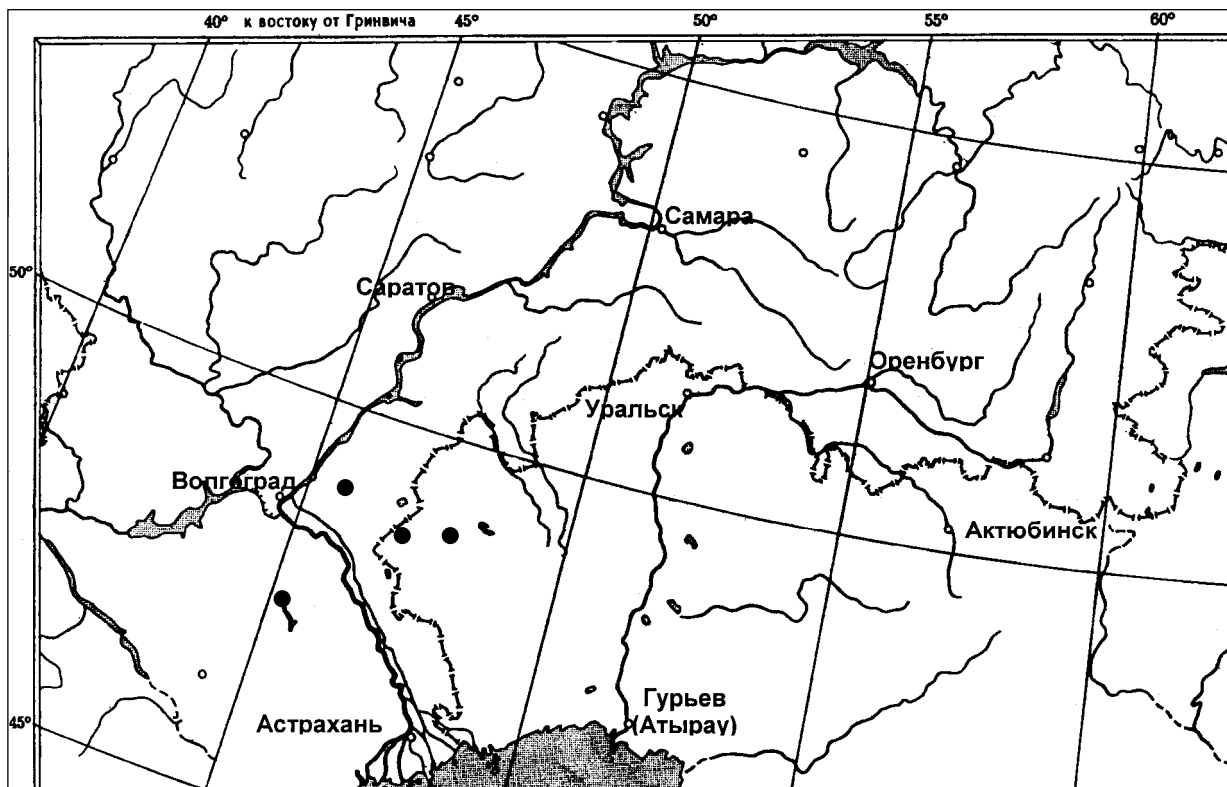 40° к востоку от Гринвича 45° 50° 55° 60°
Самара
50°
Саратов
Оренбург
Уральск
Волгоград
Актюбинск
45°
Гурьев
(Атырау)
Астрахань